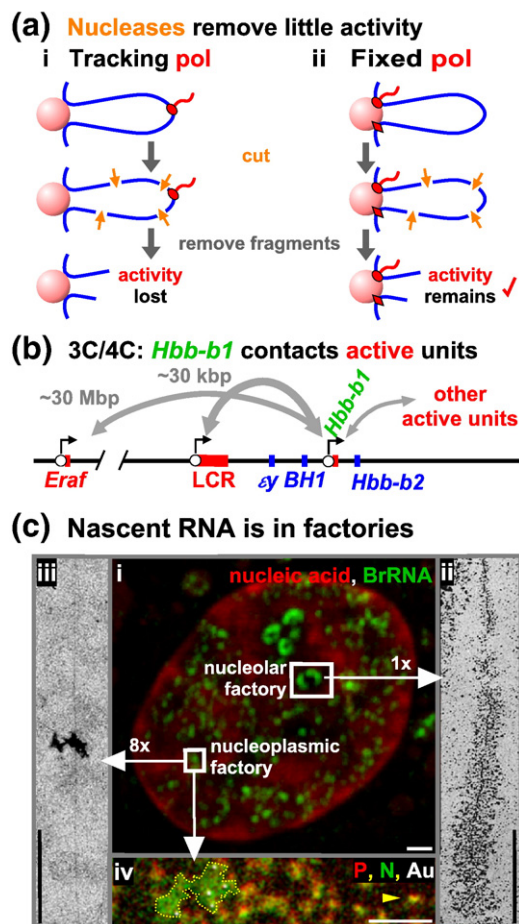 (a) Nucleases remove little activity
i Tracking pol
ii Fixed pol
cut
remove fragments
activity
lost
activity
remains
(b) 3C/4C: Hbb-b1 contacts active units
~30 Mbp
~30 kbp
Hbb-b1
other
active units
Eraf
LCR
εy BH1
Hbb-b2
(c) Nascent RNA is in factories
iii
i
nucleic acid, BrRNA
ii
nucleolar
factory
1x
8x
nucleoplasmic
factory
iv
P, N, Au